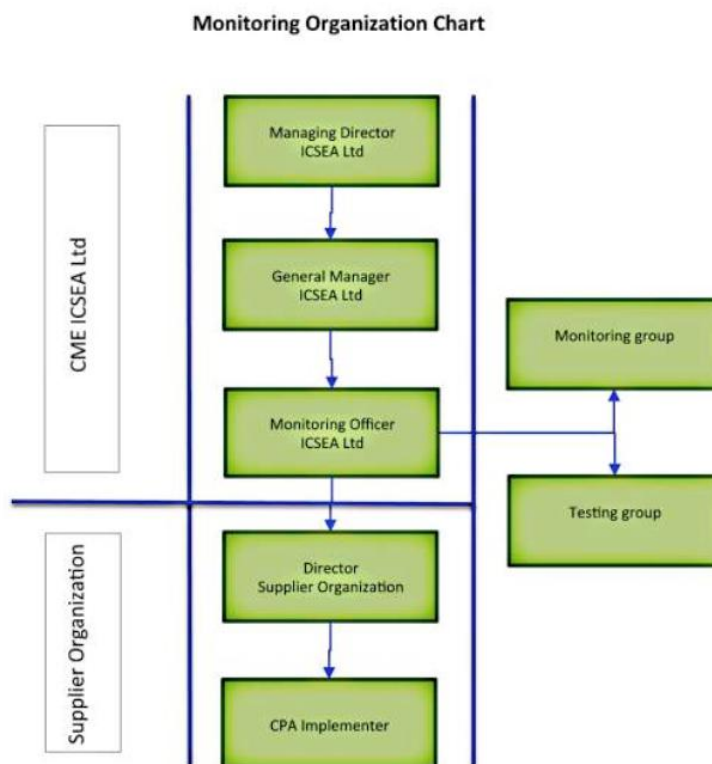 Monitoring Organization Chart
CME ICSEA Ltd
Managing Director
ICSEA Ltd
General Manager
ICSEA Ltd
Monitoring Officer
ICSEA Ltd
Monitoring group
Testing group
Supplier Organization
Director
Supplier Organization
CPA Implementer